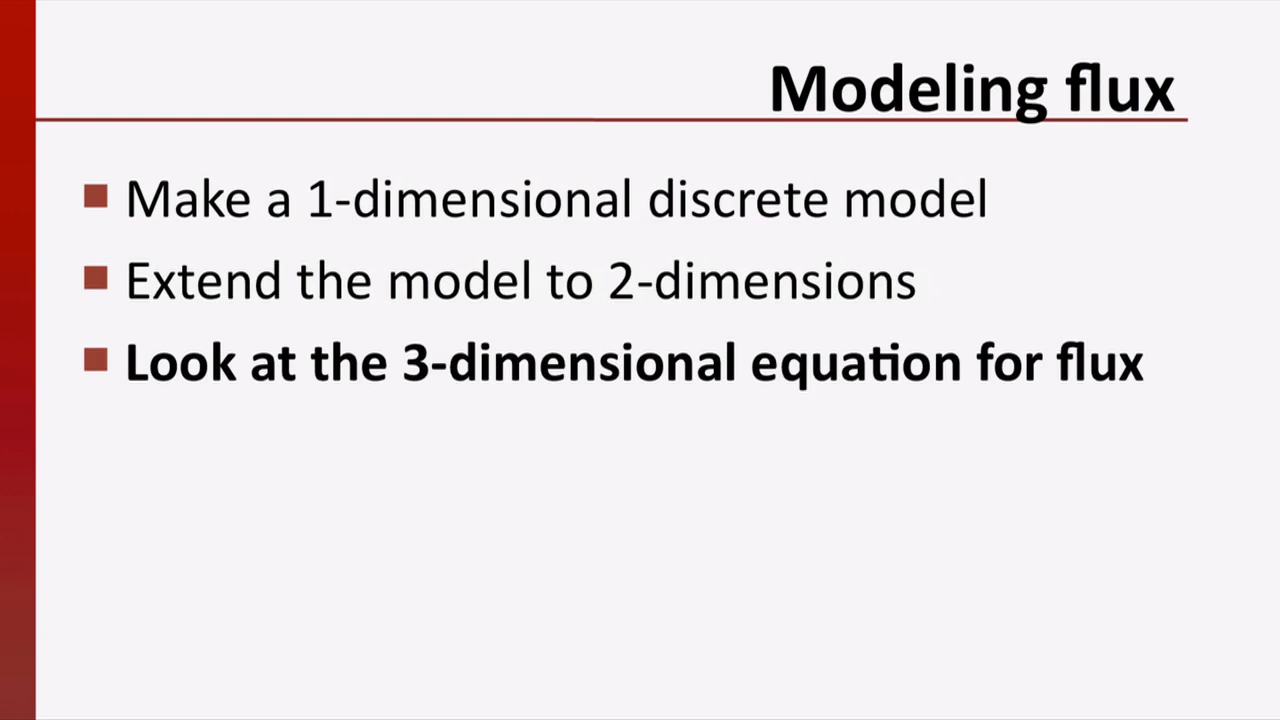 Modeling flux
Make a 1-dimensional discrete model
Extend the model to 2-dimensions
Look at the 3-dimensional equation for flux